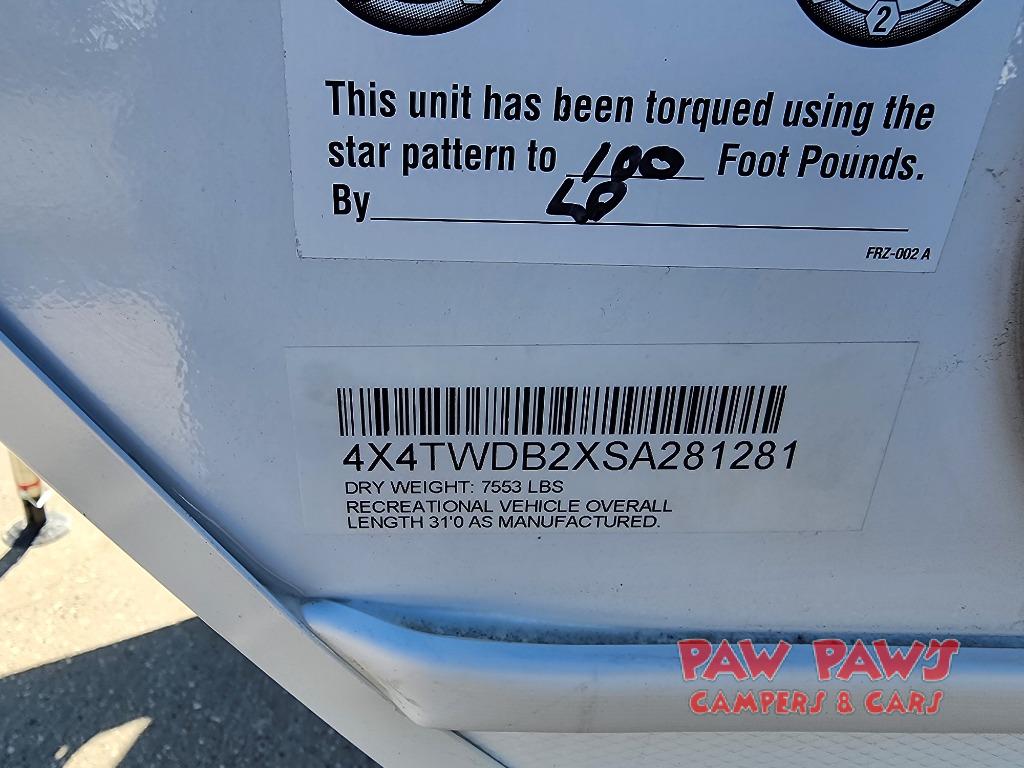 2
This unit has been torqued using the
star pattern to 100 Foot Pounds.
By LO
FRZ-002 A
4X4TWDB2XSA281281
DRY WEIGHT: 7553 LBS
RECREATIONAL VEHICLE OVERALL
LENGTH 31'0 AS MANUFACTURED.
PAW PAW'S
CAMPERS & CARS